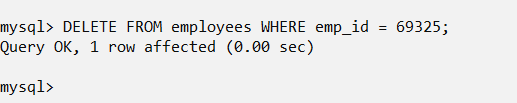 mysql> DELETE FROM employees WHERE emp_id = 69325;
Query OK, 1 row affected (0.00 sec)
mysql>